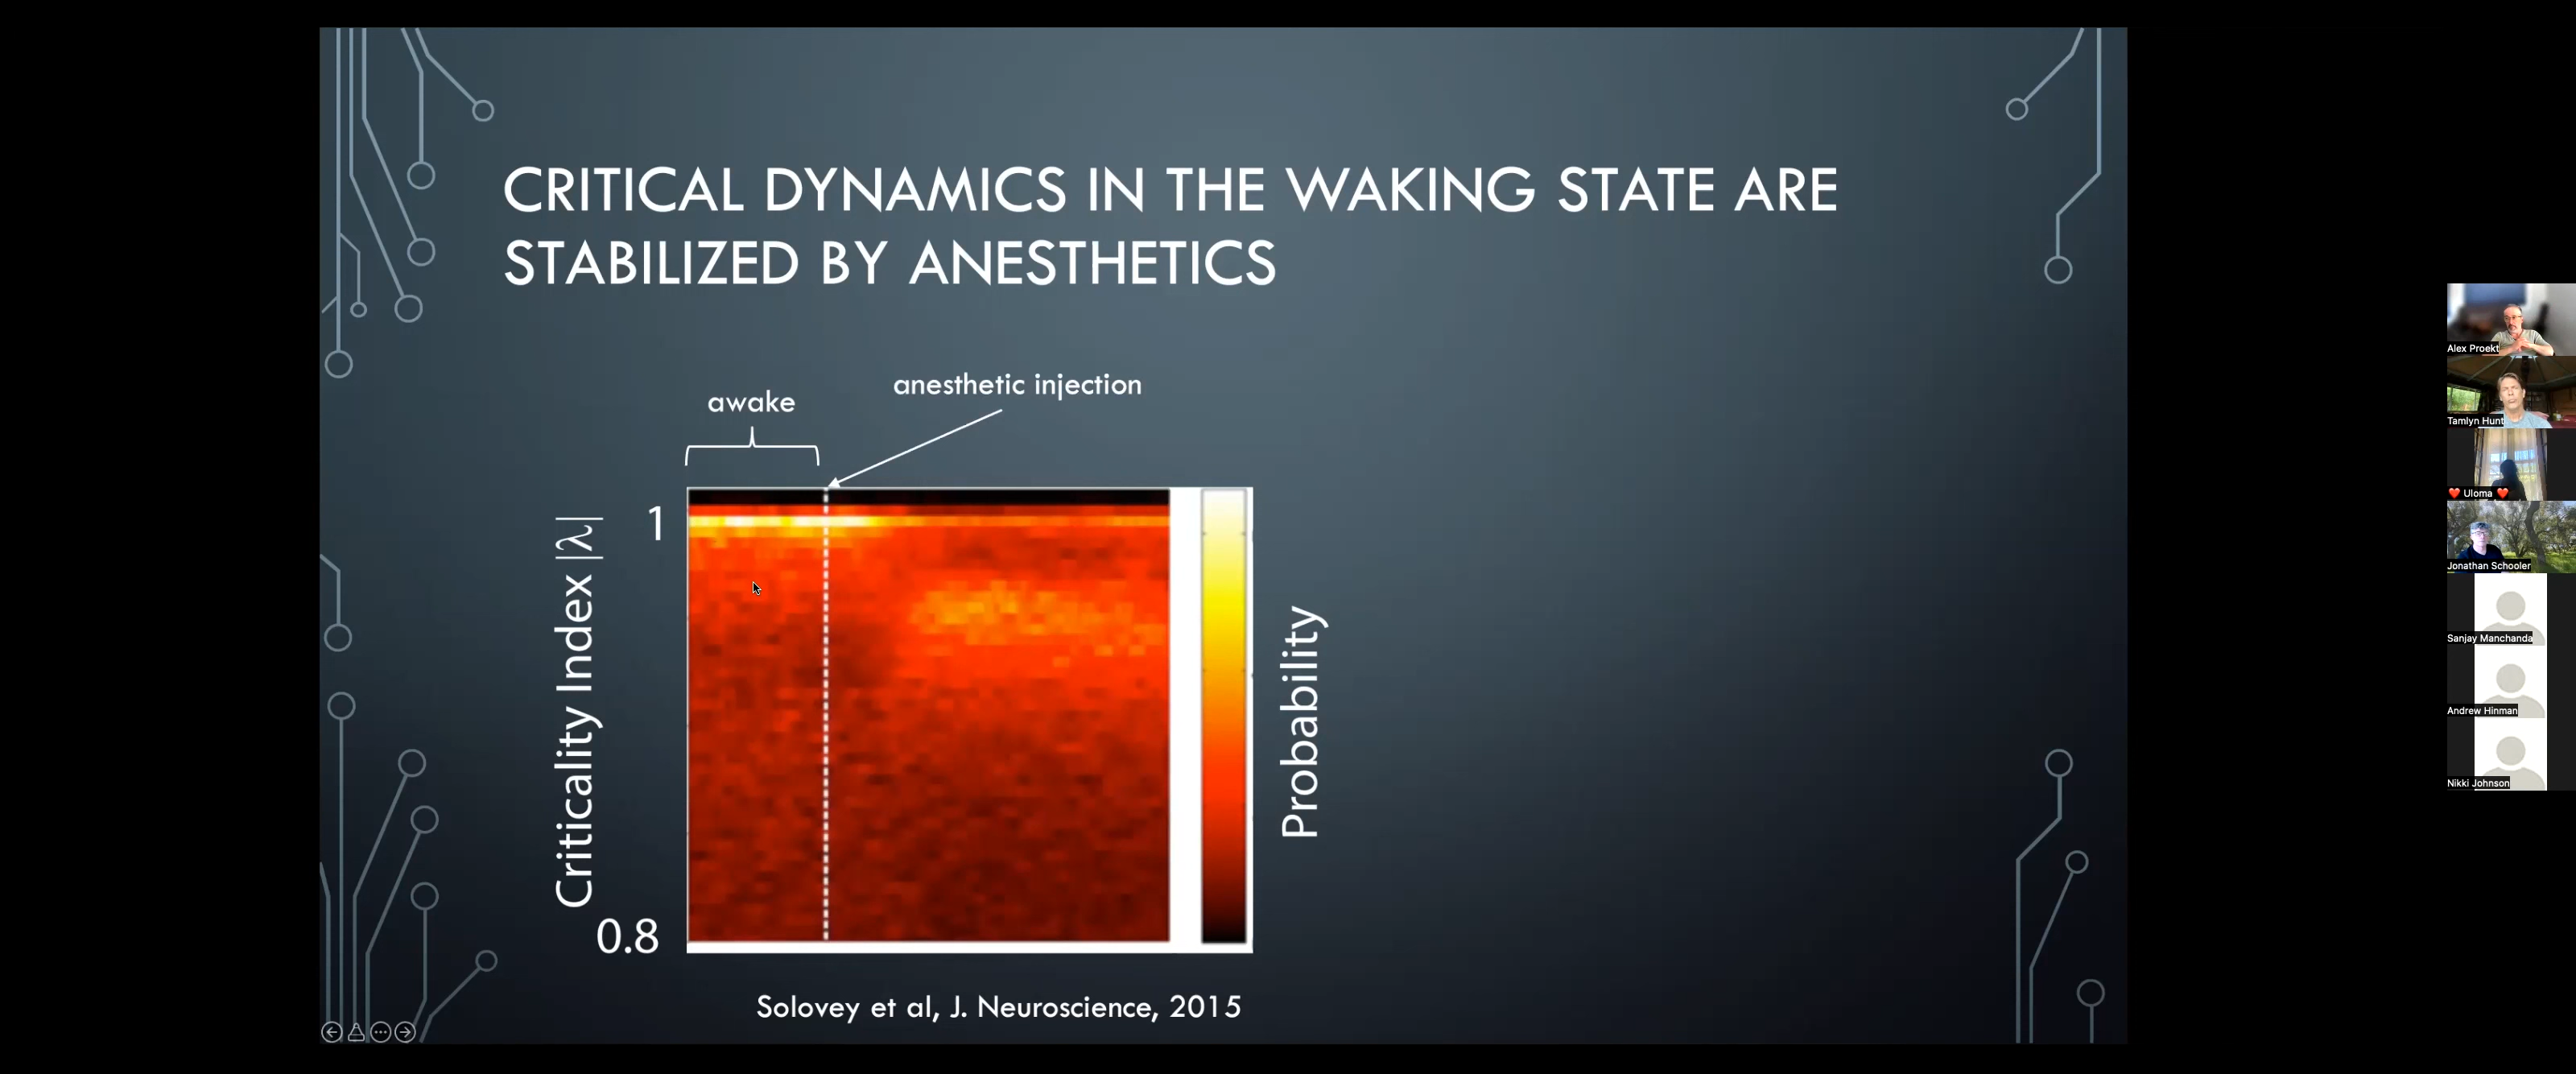 CRITICAL DYNAMICS IN THE WAKING STATE ARE
STABILIZED BY ANESTHETICS
awake
anesthetic injection
Criticality Index |λ|
1
0.8
Probability
Solovey et al, J. Neuroscience, 2015
Alex Proekt
Tamlyn Hunt
❤️ Uloma ❤️
Jonathan Schooler
Sanjay Manchanda
Andrew Hinman
Nikki Johnson